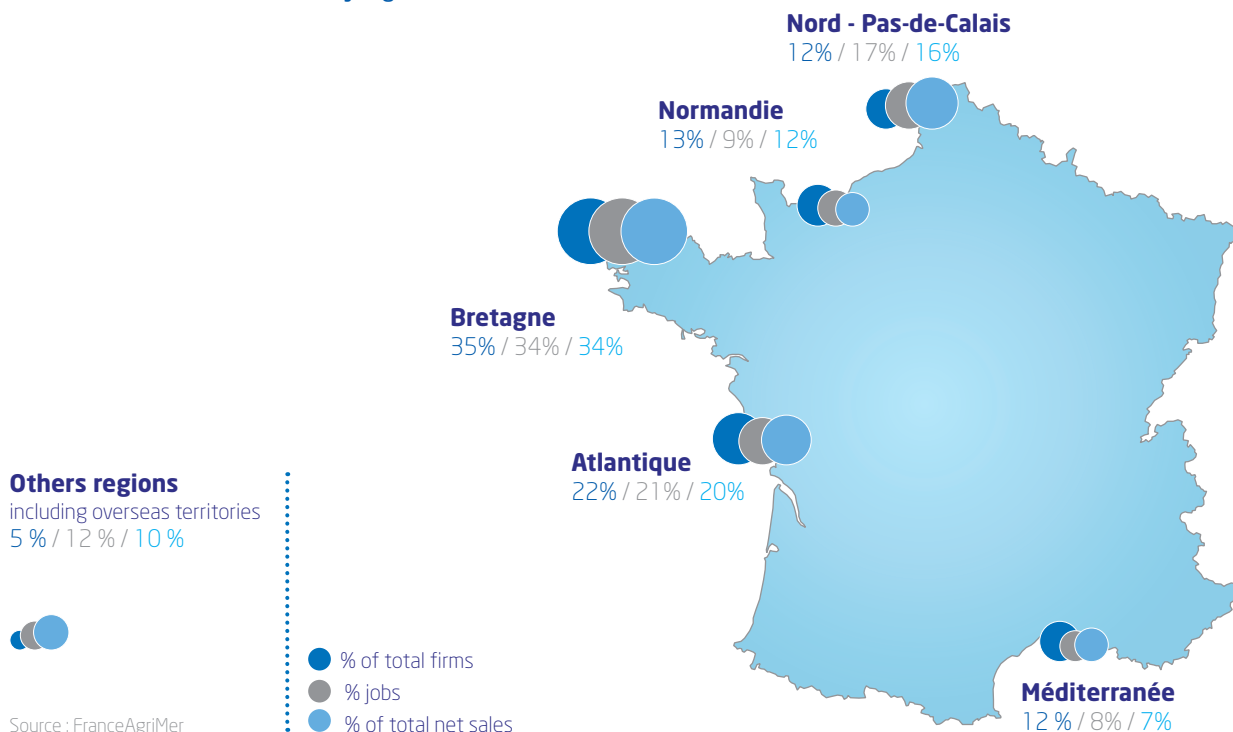 Nord - Pas-de-Calais
12% / 17% / 16%
Normandie
13% / 9% / 12%
Bretagne
35% / 34% / 34%
Atlantique
22% / 21% / 20%
Others regions
including overseas territories
5 % / 12 % / 10 %
% of total firms
% jobs
% of total net sales
Méditerranée
12 % / 8% / 7%
Source : FranceAgriMer